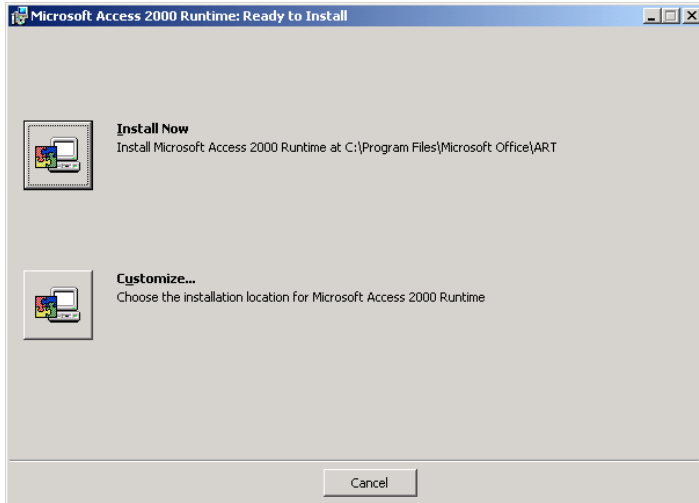 Microsoft Access 2000 Runtime: Ready to Install
Install Now
Install Microsoft Access 2000 Runtime at C:\Program Files\Microsoft Office\ART
Customize...
Choose the installation location for Microsoft Access 2000 Runtime
Cancel